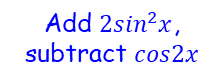 Add 2sin²x,
subtract cos2x